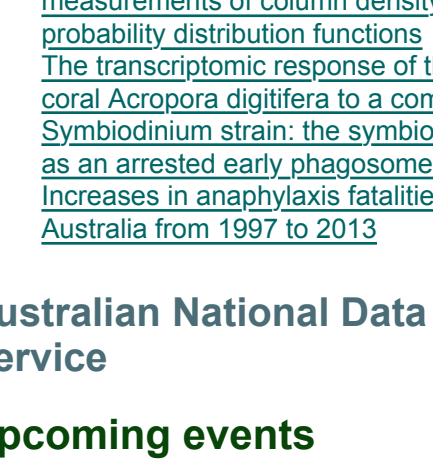 measurements of column density
probability distribution functions
The transcriptomic response of t
coral Acropora digitifera to a com
Symbiodinium strain: the symbio
as an arrested early phagosome
Increases in anaphylaxis fatalitie
Australia from 1997 to 2013
ustralian National Data
ervice
pcoming events